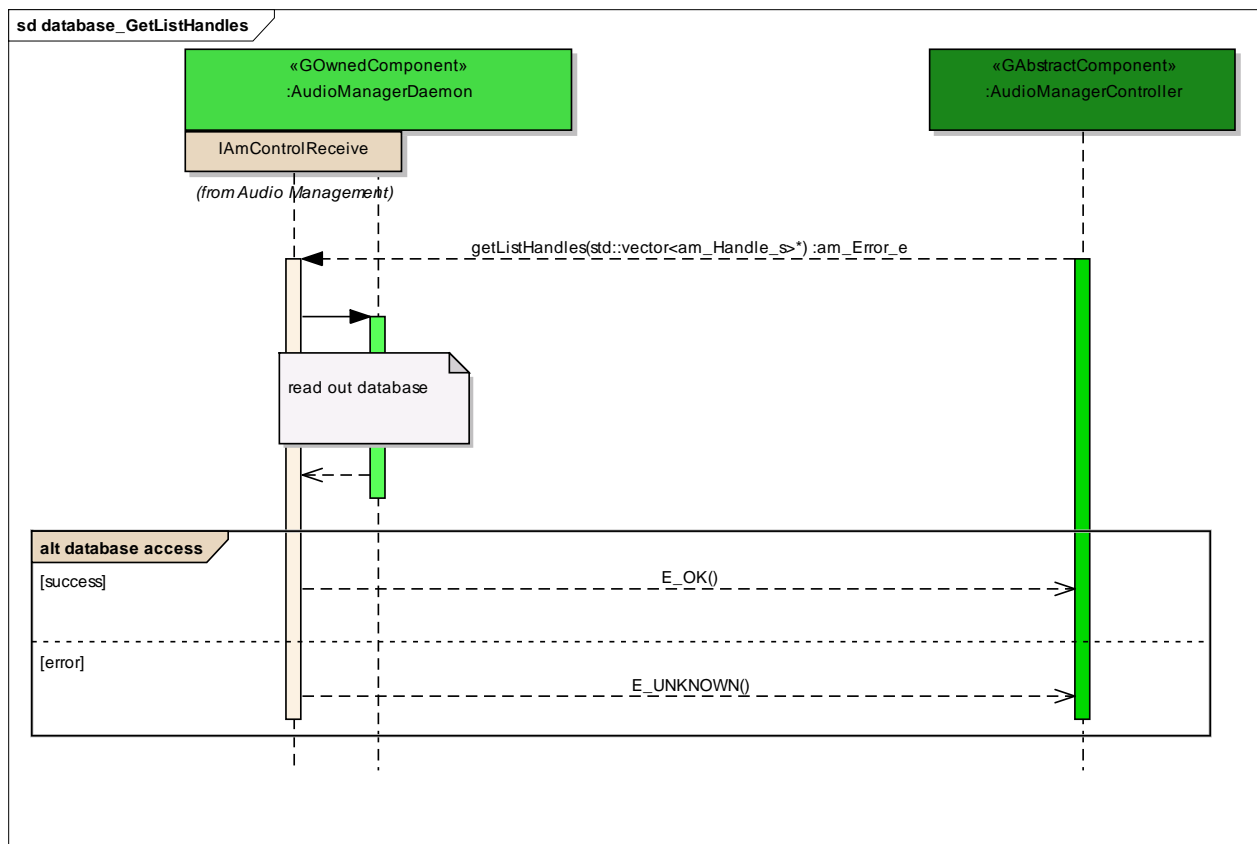 sd database_GetListHandles
«GOwnedComponent»
:AudioManagerDaemon
«GAbstractComponent»
:AudioManagerController
IAmControlReceive
(from Audio Management)
getListHandles(std::vector<am_Handle_s>*) :am_Error_e
read out database
alt database access
[success]
E_OK()
[error]
E_UNKNOWN()